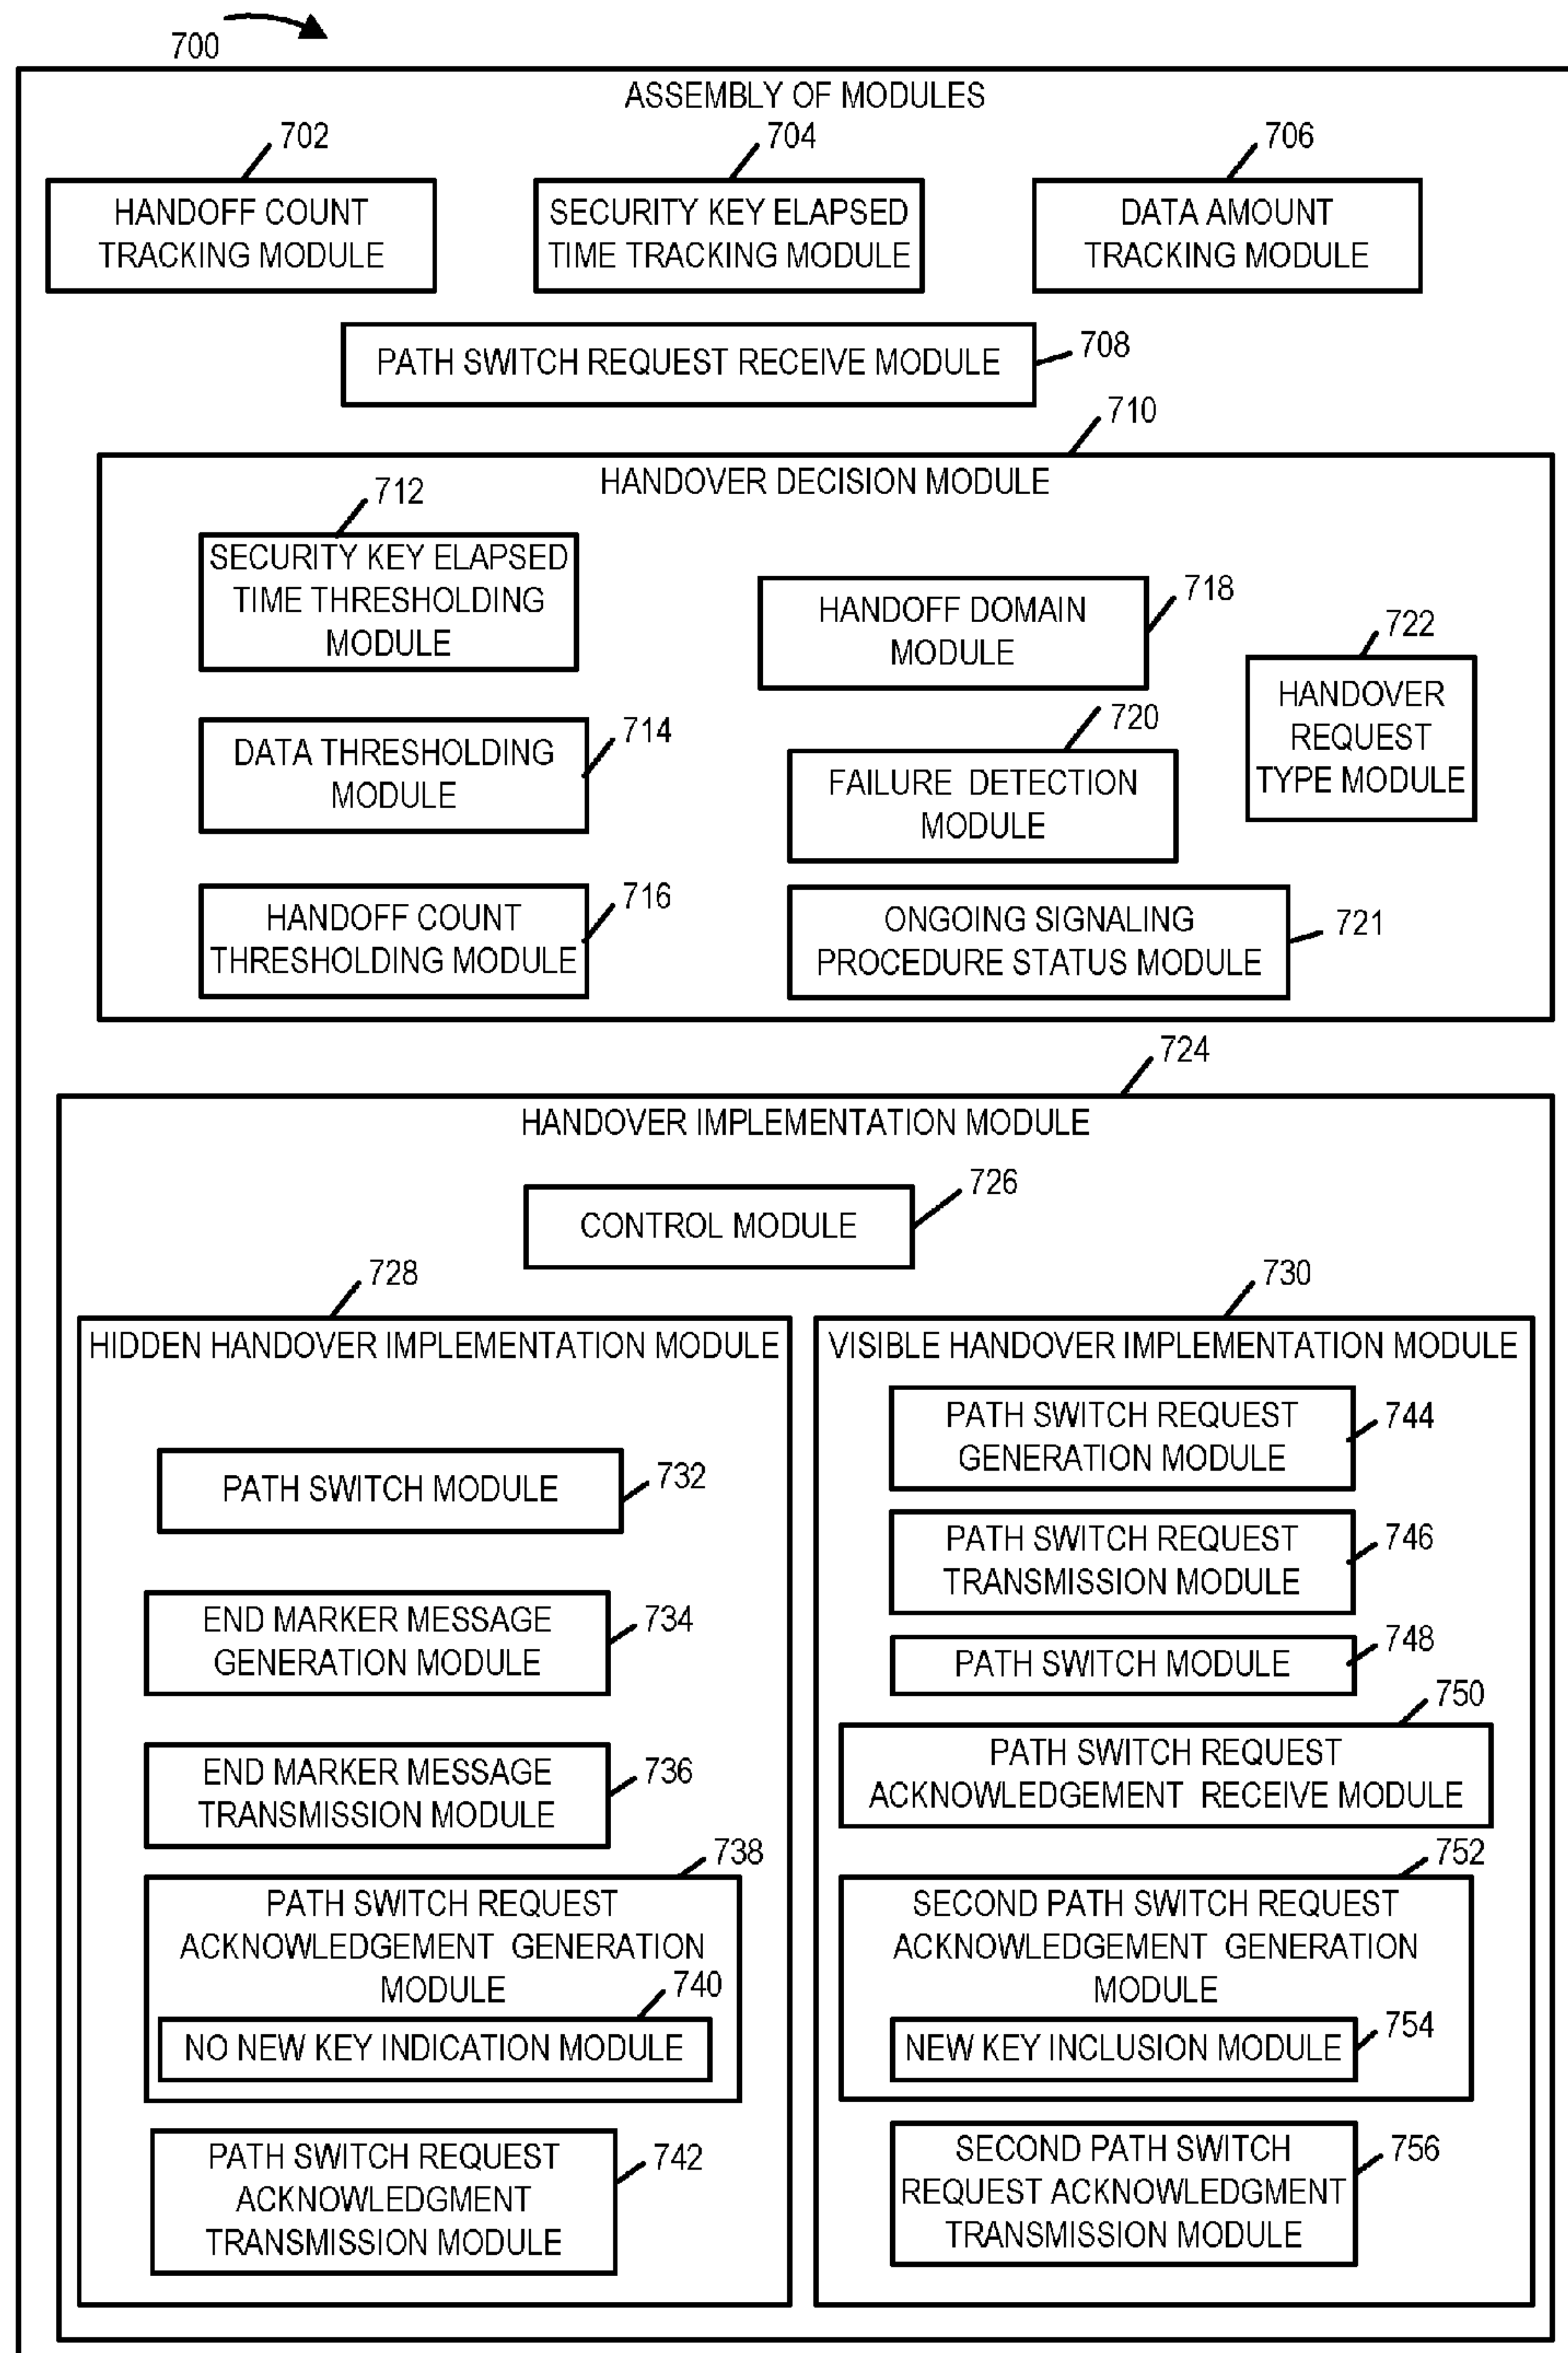 700
ASSEMBLY OF MODULES
702
704
706
HANDOFF COUNT
TRACKING MODULE
SECURITY KEY ELAPSED
TIME TRACKING MODULE
DATA AMOUNT
TRACKING MODULE
PATH SWITCH REQUEST RECEIVE MODULE
708
710
HANDOVER DECISION MODULE
712
SECURITY KEY ELAPSED
TIME THRESHOLDING
MODULE
HANDOFF DOMAIN
MODULE
718
722
HANDOVER
REQUEST
TYPE MODULE
DATA THRESHOLDING
MODULE
714
720
FAILURE DETECTION
MODULE
HANDOFF COUNT
THRESHOLDING MODULE
716
ONGOING SIGNALING
PROCEDURE STATUS MODULE
721
724
HANDOVER IMPLEMENTATION MODULE
CONTROL MODULE
726
728
HIDDEN HANDOVER IMPLEMENTATION MODULE
PATH SWITCH MODULE
732
END MARKER MESSAGE
GENERATION MODULE
734
END MARKER MESSAGE
TRANSMISSION MODULE
736
738
PATH SWITCH REQUEST
ACKNOWLEDGEMENT GENERATION
MODULE
740
NO NEW KEY INDICATION MODULE
PATH SWITCH REQUEST
ACKNOWLEDGMENT
TRANSMISSION MODULE
742
730
VISIBLE HANDOVER IMPLEMENTATION MODULE
PATH SWITCH REQUEST
GENERATION MODULE
744
PATH SWITCH REQUEST
TRANSMISSION MODULE
746
PATH SWITCH MODULE
748
750
PATH SWITCH REQUEST
ACKNOWLEDGEMENT RECEIVE MODULE
752
SECOND PATH SWITCH REQUEST
ACKNOWLEDGEMENT GENERATION
MODULE
NEW KEY INCLUSION MODULE
754
SECOND PATH SWITCH
REQUEST ACKNOWLEDGMENT
TRANSMISSION MODULE
756